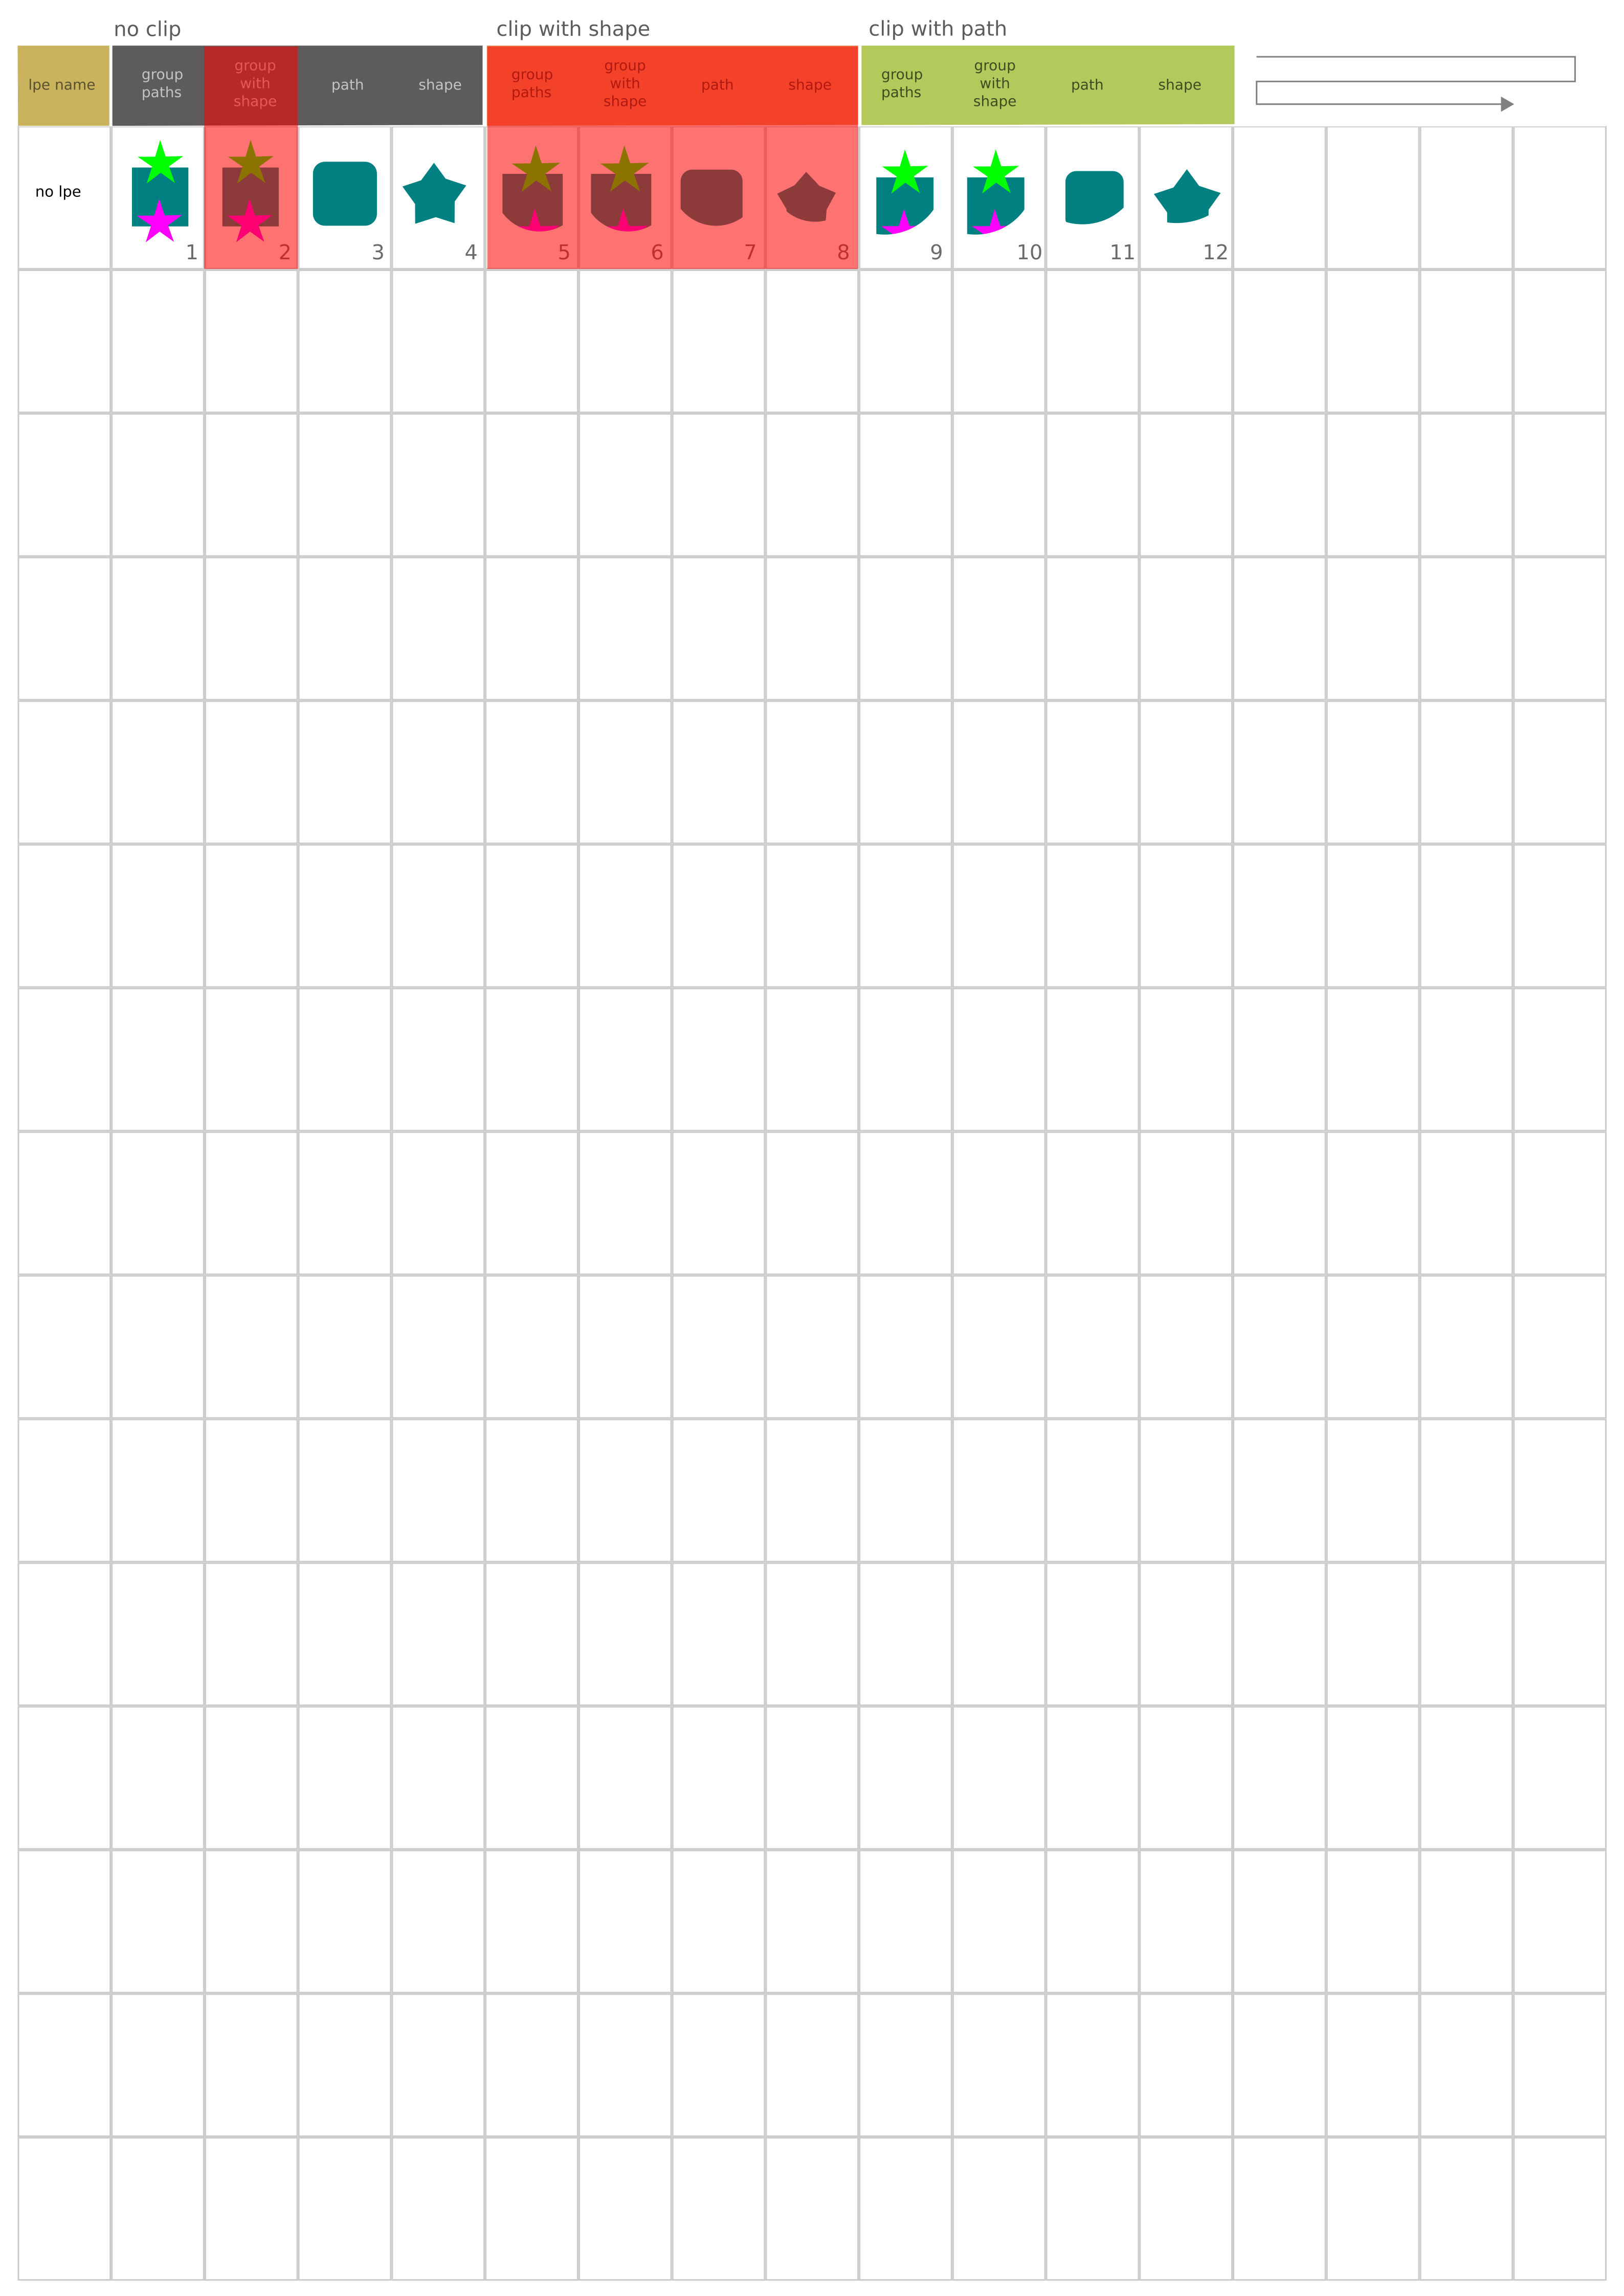 no clip
clip with shape
clip with path
lpe name
group
paths
group
with
shape
path
shape
group
paths
group
with
shape
path
shape
group
paths
group
with
shape
path
shape
no lpe
1
2
3
4
5
6
7
8
9
10
11
12